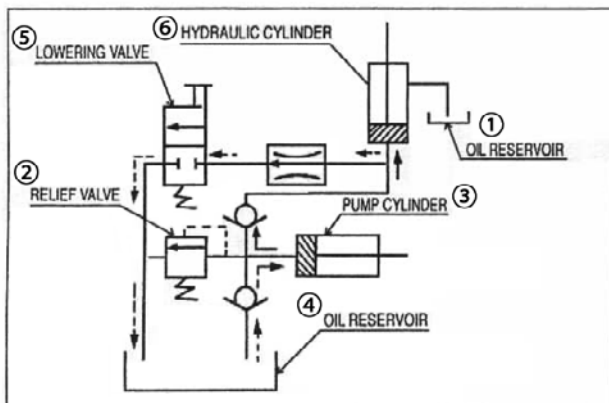 ⑥ HYDRAULIC CYLINDER
⑤ LOWERING VALVE
① OIL RESERVOIR
② RELIEF VALVE
PUMP CYLINDER ③
④ OIL RESERVOIR